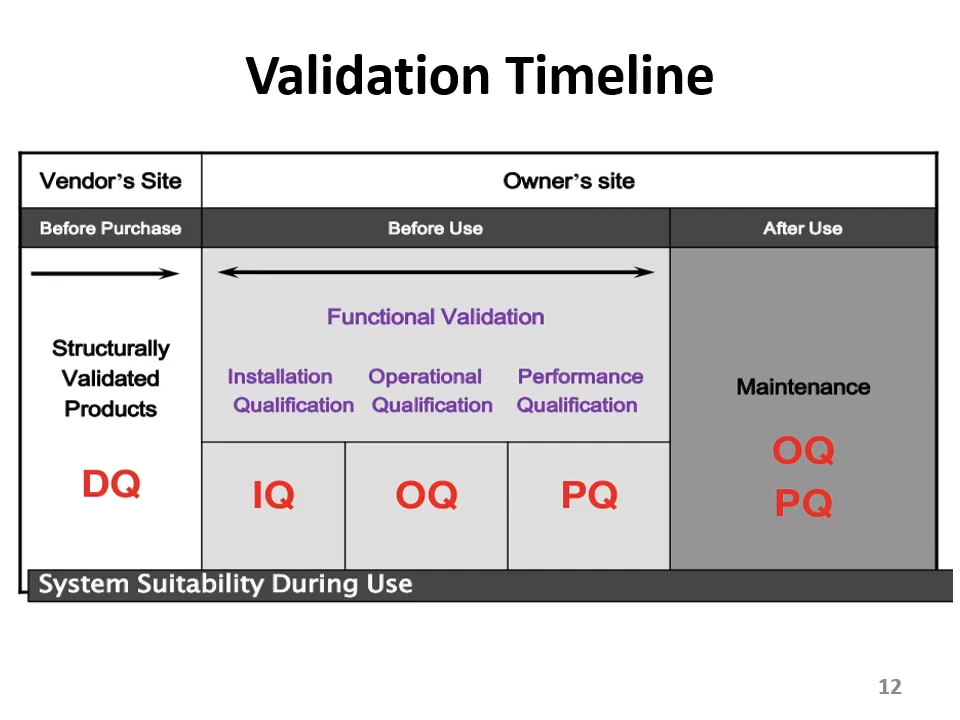 Validation Timeline
Vendor’s Site
Owner’s site
Before Purchase
Before Use
After Use
Functional Validation
Structurally
Validated
Products
Installation
Qualification
Operational
Qualification
Performance
Qualification
Maintenance
DQ
IQ
OQ
PQ
OQ
PQ
System Suitability During Use
12